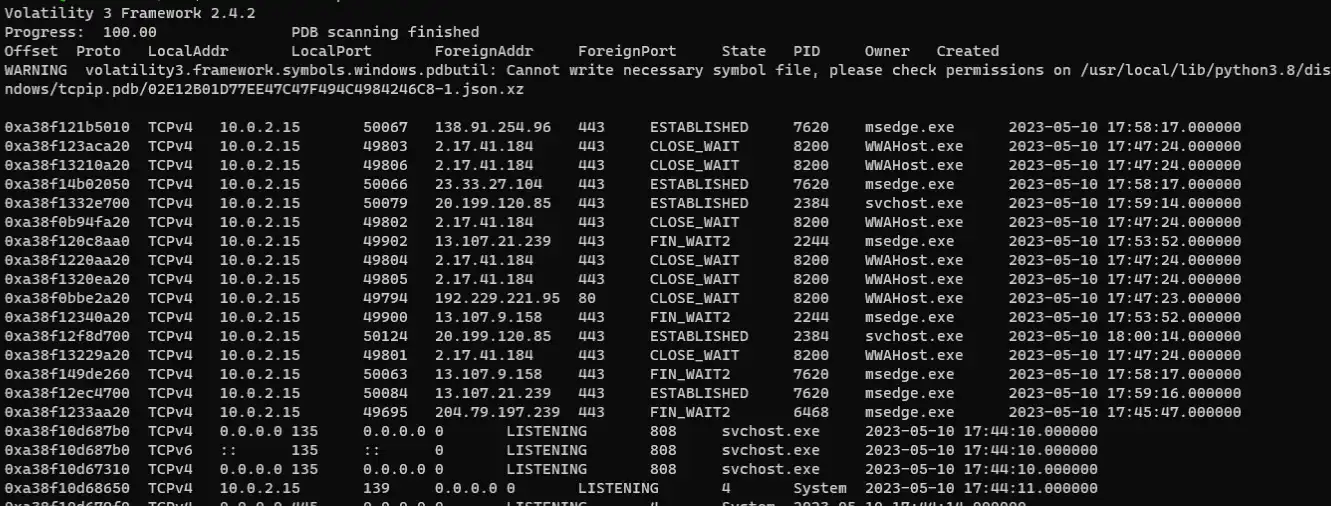 Volatility 3 Framework 2.4.2
Progress: 100.00 PDB scanning finished
Offset Proto LocalAddr LocalPort ForeignAddr ForeignPort State PID Owner Created
WARNING volatility3.framework.symbols.windows.pdbutil: Cannot write necessary symbol file, please check permissions on /usr/local/lib/python3.8/dis
ndows/tcpip.pdb/02E12B01D77EE47C47F494C4984246C8-1.json.xz
0xa38f121b5010 TCPv4 10.0.2.15 50067 138.91.254.96 443 ESTABLISHED 7620 msedge.exe 2023-05-10 17:58:17.000000
0xa38f123aca20 TCPv4 10.0.2.15 49803 2.17.41.184 443 CLOSE_WAIT 8200 WWAHost.exe 2023-05-10 17:47:24.000000
0xa38f13210a20 TCPv4 10.0.2.15 49806 2.17.41.184 443 CLOSE_WAIT 8200 WWAHost.exe 2023-05-10 17:47:24.000000
0xa38f14b02050 TCPv4 10.0.2.15 50066 23.33.27.104 443 ESTABLISHED 7620 msedge.exe 2023-05-10 17:58:17.000000
0xa38f1332e700 TCPv4 10.0.2.15 50079 20.199.120.85 443 ESTABLISHED 2384 svchost.exe 2023-05-10 17:59:14.000000
0xa38f0b94fa20 TCPv4 10.0.2.15 49802 2.17.41.184 443 CLOSE_WAIT 8200 WWAHost.exe 2023-05-10 17:47:24.000000
0xa38f120c8aa0 TCPv4 10.0.2.15 49902 13.107.21.239 443 FIN_WAIT2 2244 msedge.exe 2023-05-10 17:53:52.000000
0xa38f1220aa20 TCPv4 10.0.2.15 49804 2.17.41.184 443 CLOSE_WAIT 8200 WWAHost.exe 2023-05-10 17:47:24.000000
0xa38f1320ea20 TCPv4 10.0.2.15 49805 2.17.41.184 443 CLOSE_WAIT 8200 WWAHost.exe 2023-05-10 17:47:24.000000
0xa38f0bbe2a20 TCPv4 10.0.2.15 49794 192.229.221.95 80 CLOSE_WAIT 8200 WWAHost.exe 2023-05-10 17:47:23.000000
0xa38f12340a20 TCPv4 10.0.2.15 49900 13.107.9.158 443 FIN_WAIT2 2244 msedge.exe 2023-05-10 17:53:52.000000
0xa38f12f8d700 TCPv4 10.0.2.15 50124 20.199.120.85 443 ESTABLISHED 2384 svchost.exe 2023-05-10 18:00:14.000000
0xa38f13229a20 TCPv4 10.0.2.15 49801 2.17.41.184 443 CLOSE_WAIT 8200 WWAHost.exe 2023-05-10 17:47:24.000000
0xa38f149de260 TCPv4 10.0.2.15 50063 13.107.9.158 443 FIN_WAIT2 7620 msedge.exe 2023-05-10 17:58:17.000000
0xa38f12ec4700 TCPv4 10.0.2.15 50084 13.107.21.239 443 ESTABLISHED 7620 msedge.exe 2023-05-10 17:59:16.000000
0xa38f1233aa20 TCPv4 10.0.2.15 49695 204.79.197.239 443 FIN_WAIT2 6468 msedge.exe 2023-05-10 17:45:47.000000
0xa38f10d687b0 TCPv4 0.0.0.0 135 0.0.0.0 0 LISTENING 808 svchost.exe 2023-05-10 17:44:10.000000
0xa38f10d687b0 TCPv6 :: 135 :: 0 LISTENING 808 svchost.exe 2023-05-10 17:44:10.000000
0xa38f10d67310 TCPv4 0.0.0.0 135 0.0.0.0 0 LISTENING 808 svchost.exe 2023-05-10 17:44:10.000000
0xa38f10d68650 TCPv4 10.0.2.15 139 0.0.0.0 0 LISTENING 4 System 2023-05-10 17:44:11.000000